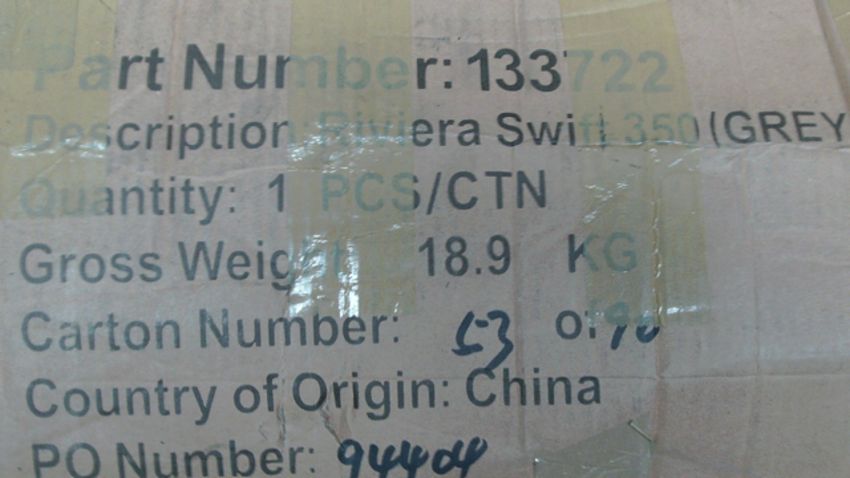 Part Number: 133722
Description: Riviera Swift 350 (GREY
Quantity: 1 PCS/CTN
Gross Weight 18.9 KG
Carton Number: 53 of 90
Country of Origin: China
PO Number: 94404